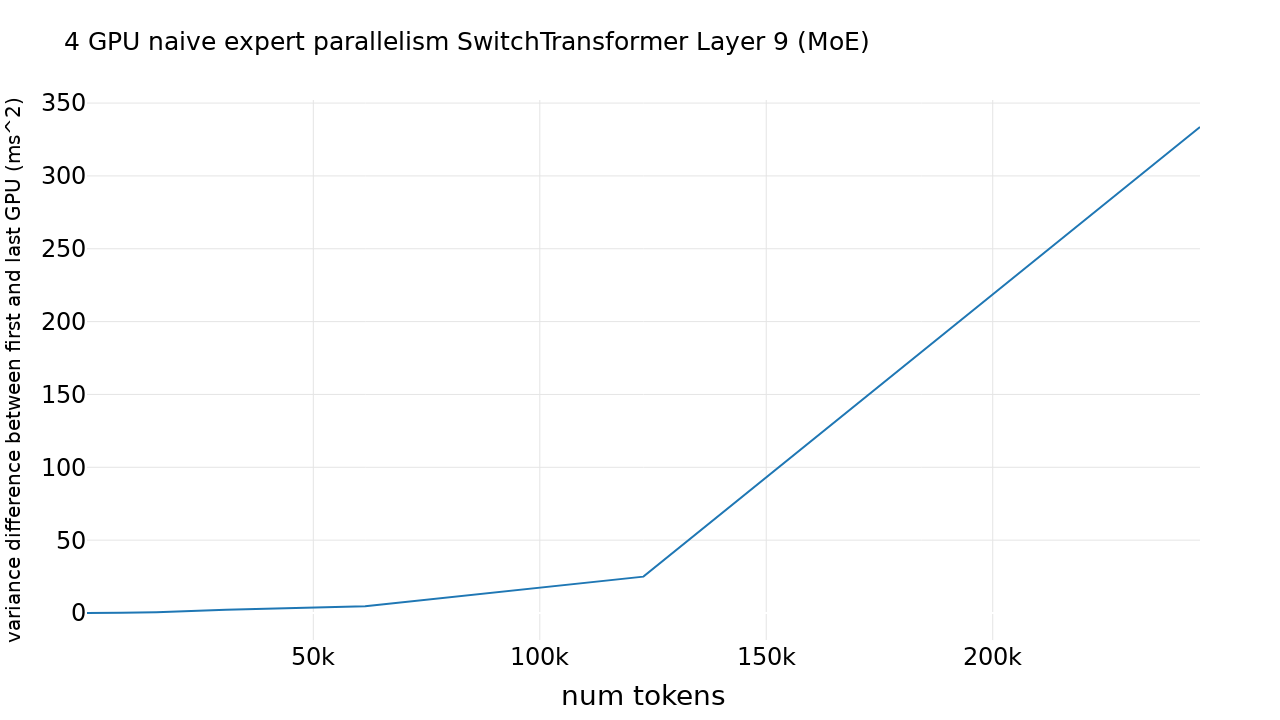 4 GPU naive expert parallelism SwitchTransformer Layer 9 (MoE)
variance difference between first and last GPU (ms^2)
350
300
250
200
150
100
50
0
50k
100k
150k
200k
num tokens